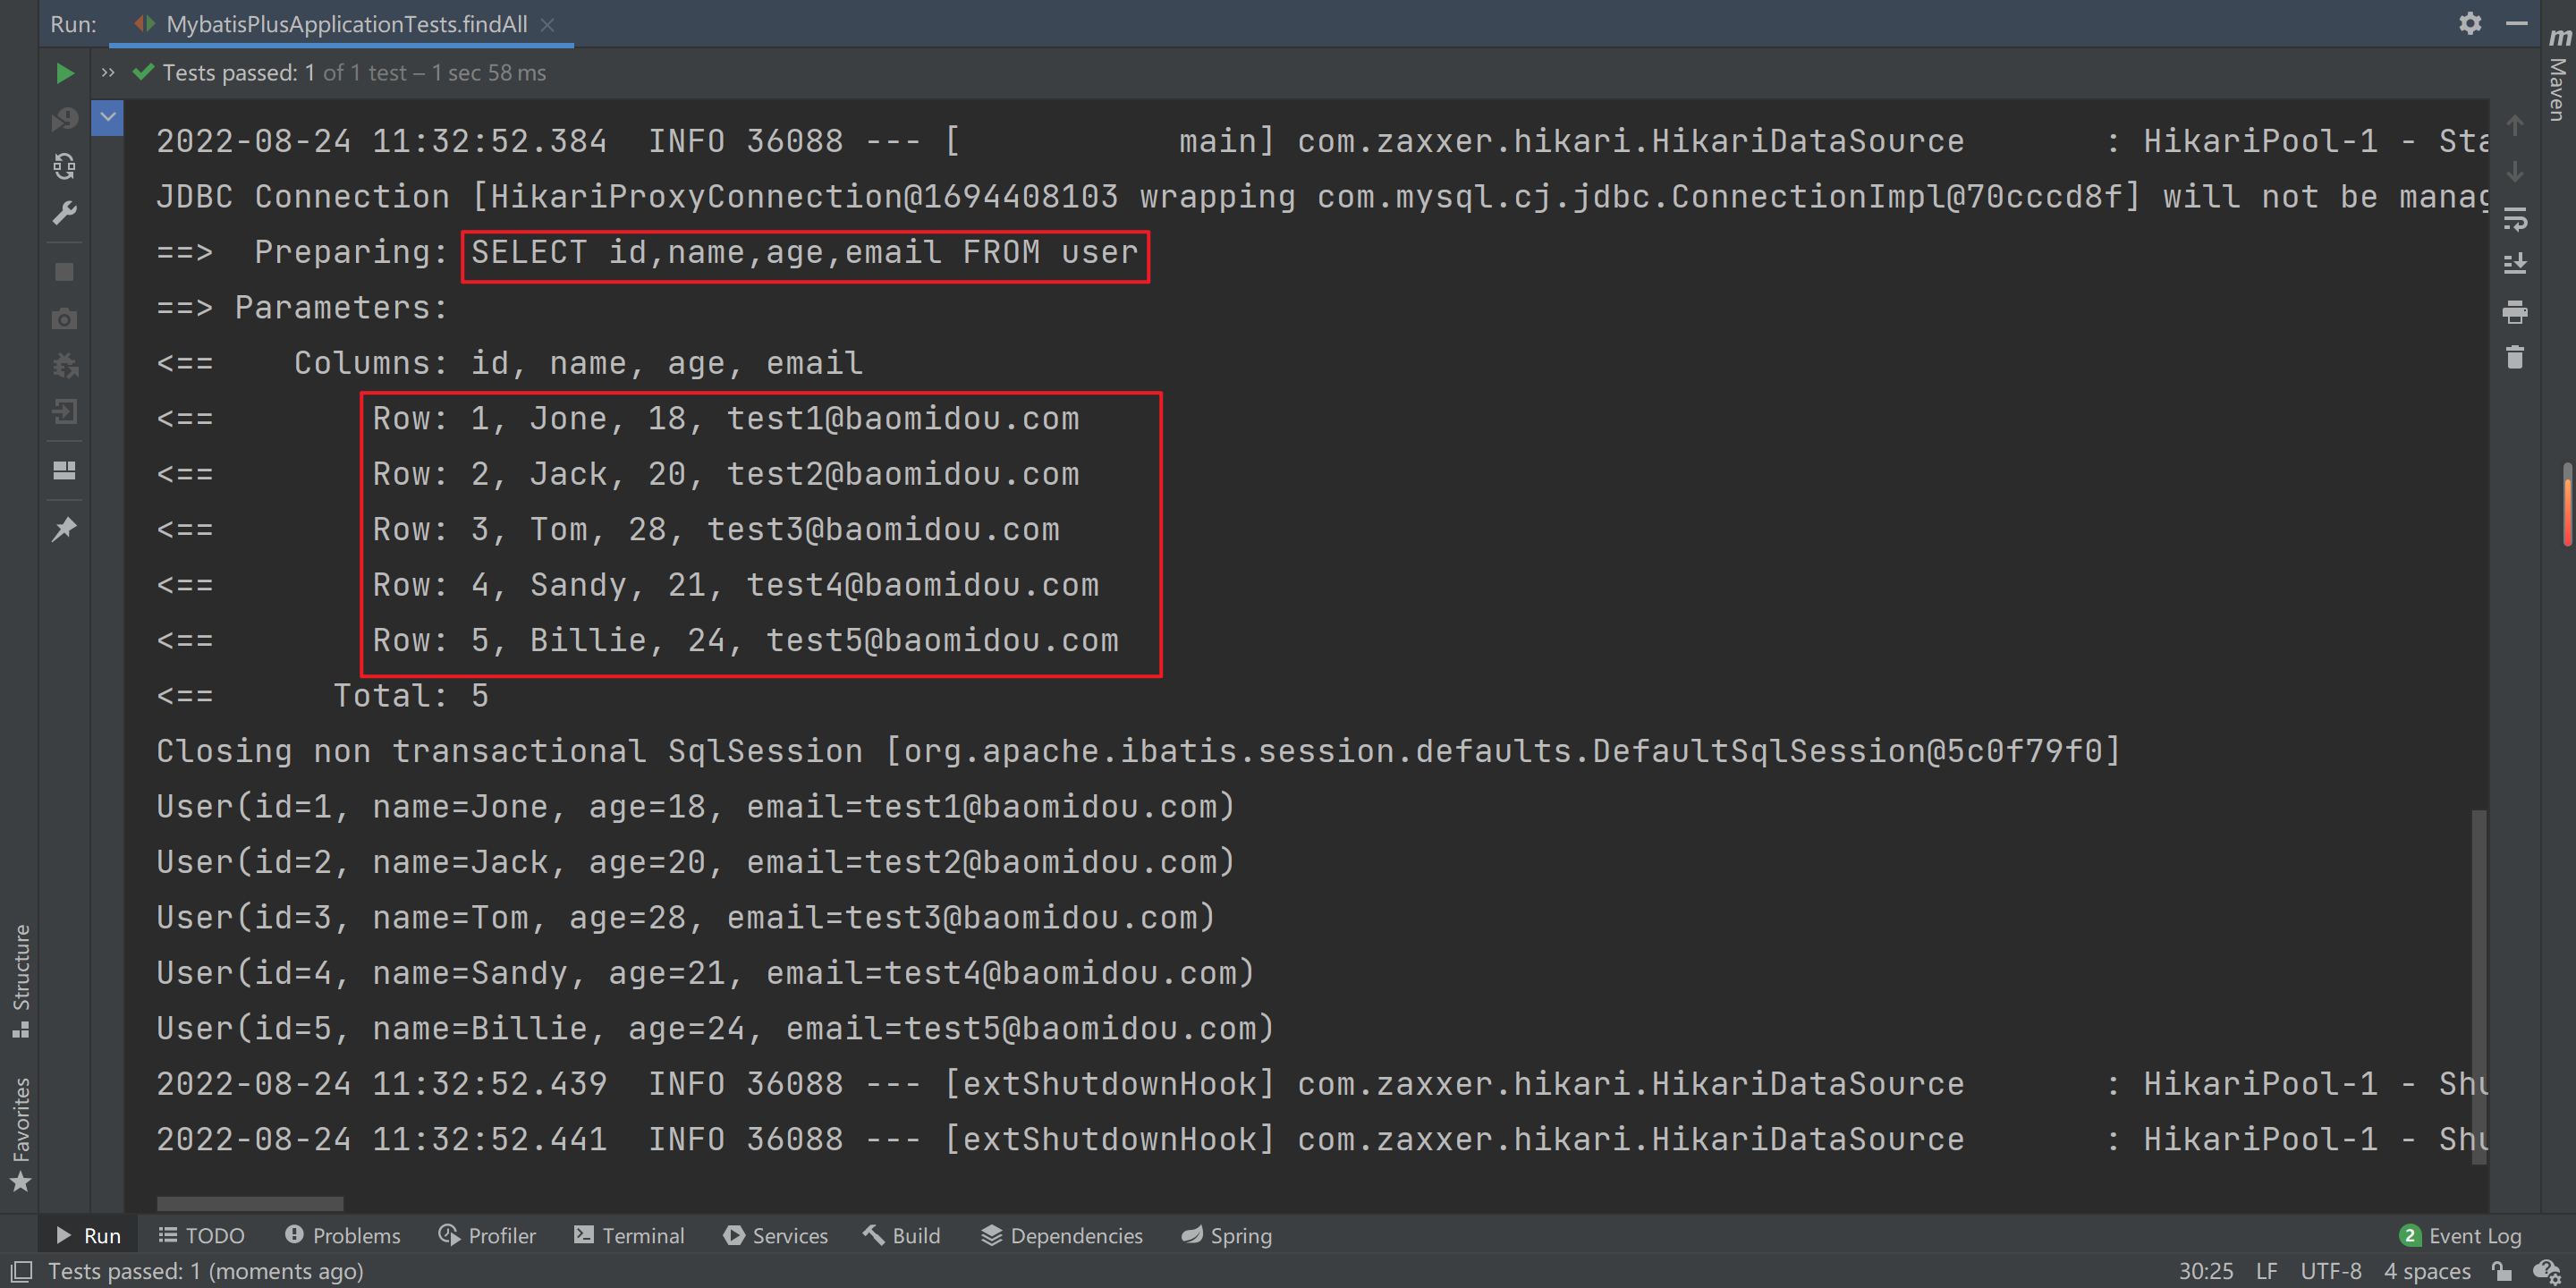 Run: MybatisPlusApplicationTests.findAll
m Maven
Tests passed: 1 of 1 test – 1 sec 58 ms
2022-08-24 11:32:52.384  INFO 36088 --- [           main] com.zaxxer.hikari.HikariDataSource       : HikariPool-1 - Sta
JDBC Connection [HikariProxyConnection@1694408103 wrapping com.mysql.cj.jdbc.ConnectionImpl@70cccd8f] will not be manag
==>  Preparing: SELECT id,name,age,email FROM user
==> Parameters:
<==    Columns: id, name, age, email
<==        Row: 1, Jone, 18, test1@baomidou.com
<==        Row: 2, Jack, 20, test2@baomidou.com
<==        Row: 3, Tom, 28, test3@baomidou.com
<==        Row: 4, Sandy, 21, test4@baomidou.com
<==        Row: 5, Billie, 24, test5@baomidou.com
<==      Total: 5
Closing non transactional SqlSession [org.apache.ibatis.session.defaults.DefaultSqlSession@5c0f79f0]
User(id=1, name=Jone, age=18, email=test1@baomidou.com)
User(id=2, name=Jack, age=20, email=test2@baomidou.com)
User(id=3, name=Tom, age=28, email=test3@baomidou.com)
User(id=4, name=Sandy, age=21, email=test4@baomidou.com)
User(id=5, name=Billie, age=24, email=test5@baomidou.com)
2022-08-24 11:32:52.439  INFO 36088 --- [extShutdownHook] com.zaxxer.hikari.HikariDataSource       : HikariPool-1 - Shu
2022-08-24 11:32:52.441  INFO 36088 --- [extShutdownHook] com.zaxxer.hikari.HikariDataSource       : HikariPool-1 - Shu
Structure
Favorites
Run TODO Problems Profiler Terminal Services Build Dependencies Spring 2 Event Log
Tests passed: 1 (moments ago) 30:25 LF UTF-8 4 spaces